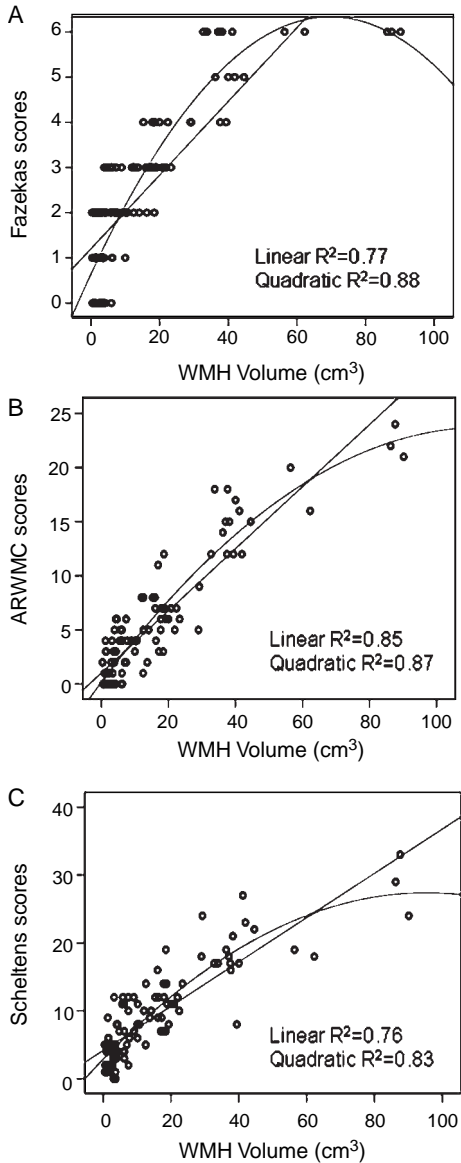 A
6
5
4
3
2
1
0
Fazekas scores
Linear R²=0.77
Quadratic R²=0.88
0 20 40 60 80 100
WMH Volume (cm³)
B
25
20
15
10
5
0
ARWMC scores
Linear R²=0.85
Quadratic R²=0.87
0 20 40 60 80 100
WMH Volume (cm³)
C
40
30
20
10
0
Scheltens scores
Linear R²=0.76
Quadratic R²=0.83
0 20 40 60 80 100
WMH Volume (cm³)